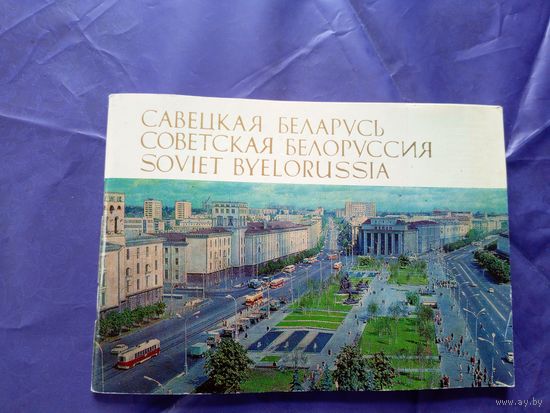 САВЕЦКАЯ БЕЛАРУСЬ
СОВЕТСКАЯ БЕЛОРУССИЯ
SOVIET BYELORUSSIA
www.ay.by